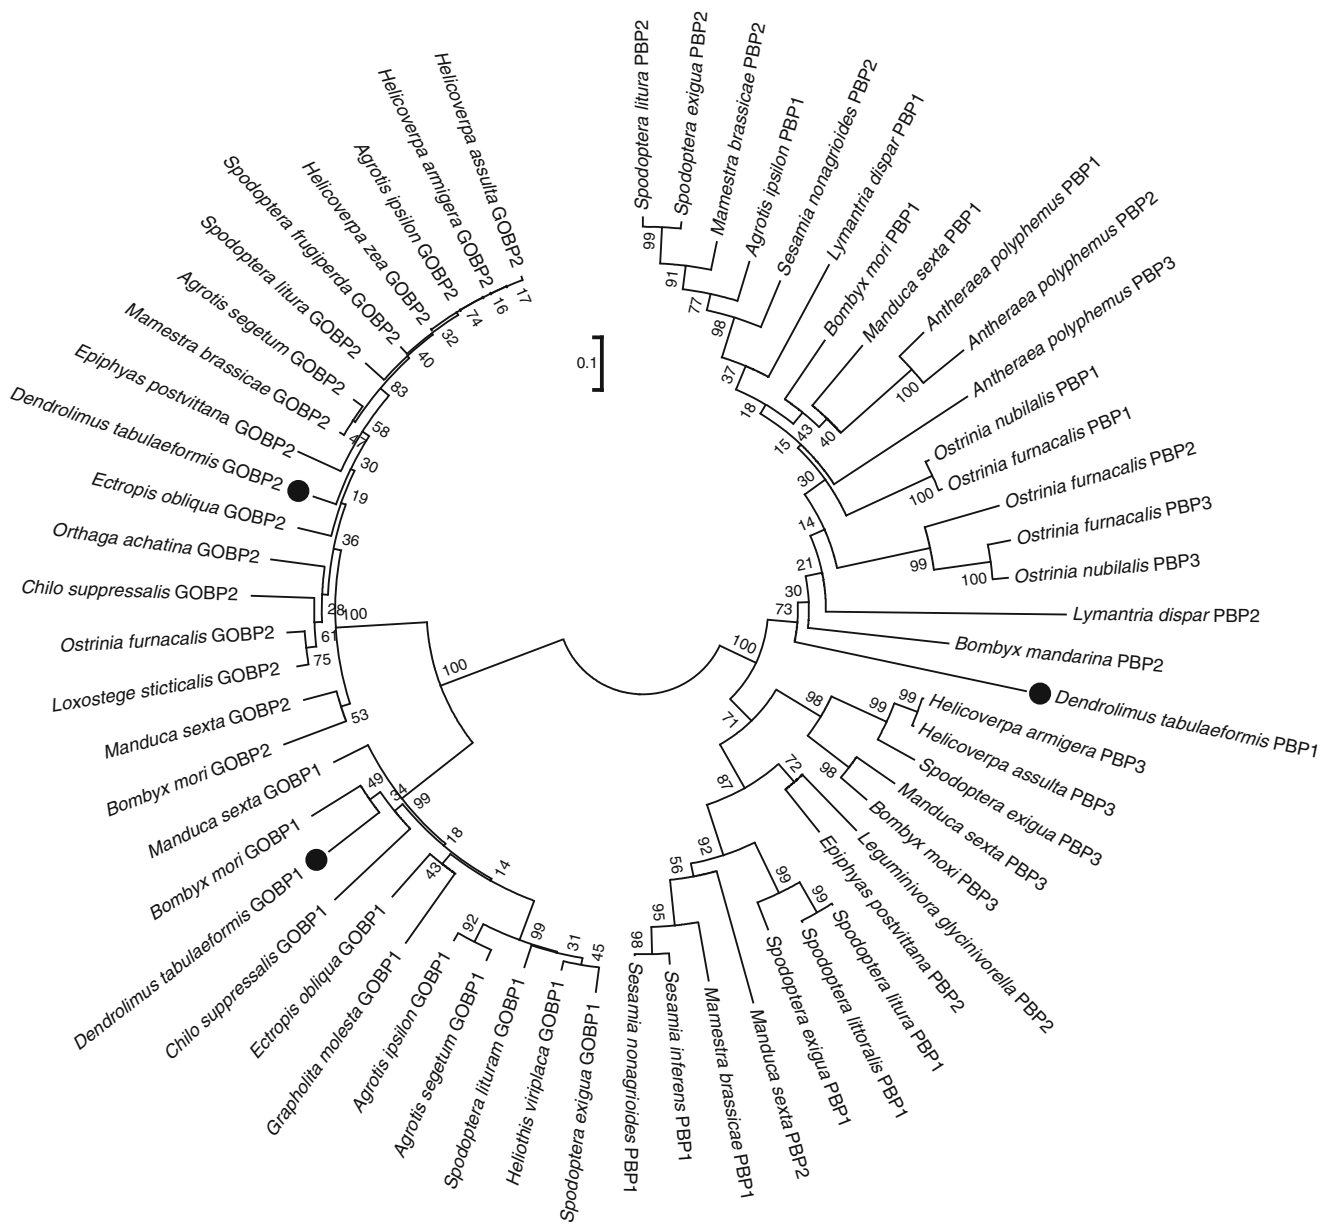 Spodoptera litura PBP2
Spodoptera exigua PBP2
Mamestra brassicae PBP2
Agrotis ipsilon PBP1
Sesamia nonagrioides PBP2
Lymantria dispar PBP1
Bombyx mori PBP1
Manduca sexta PBP1
Antheraea polyphemus PBP1
Antheraea polyphemus PBP2
Antheraea polyphemus PBP3
Ostrinia nubilalis PBP1
Ostrinia furnacalis PBP1
Ostrinia furnacalis PBP2
Ostrinia furnacalis PBP3
Ostrinia nubilalis PBP3
Lymantria dispar PBP2
Bombyx mandarina PBP2
Dendrolimus tabulaeformis PBP1
Helicoverpa armigera PBP3
Helicoverpa assulta PBP3
Spodoptera exigua PBP3
Manduca sexta PBP3
Bombyx moxi PBP3
Leguminivora glycinivorella PBP2
Epiphyas postvittana PBP2
Spodoptera litura PBP1
Spodoptera littoralis PBP1
Spodoptera exigua PBP1
Manduca sexta PBP2
Mamestra brassicae PBP1
Sesamia inferens PBP1
Sesamia nonagrioides PBP1
Spodoptera exigua GOBP1
Heliothis viriplaca GOBP1
Spodoptera lituram GOBP1
Agrotis segetum GOBP1
Agrotis ipsilon GOBP1
Grapholita molesta GOBP1
Ectropis obliqua GOBP1
Chilo suppressalis GOBP1
Dendrolimus tabulaeformis GOBP1
Bombyx mori GOBP1
Manduca sexta GOBP1
Bombyx mori GOBP2
Manduca sexta GOBP2
Loxostege sticticalis GOBP2
Ostrinia furnacalis GOBP2
Chilo suppressalis GOBP2
Orthaga achatina GOBP2
Ectropis obliqua GOBP2
Dendrolimus tabulaeformis GOBP2
Epiphyas postvittana GOBP2
Mamestra brassicae GOBP2
Agrotis segetum GOBP2
Spodoptera litura GOBP2
Spodoptera frugiperda GOBP2
Helicoverpa zea GOBP2
Agrotis ipsilon GOBP2
Helicoverpa armigera GOBP2
Helicoverpa assulta GOBP2
0.1
99
91
77
98
37
18
43
40
100
15
30
100
14
99
100
21
30
73
100
71
98
99
99
98
87
72
92
99
99
56
95
98
45
31
99
92
14
18
43
99
34
49
100
53
75
61
28
100
36
19
30
47
58
83
40
32
74
16
17